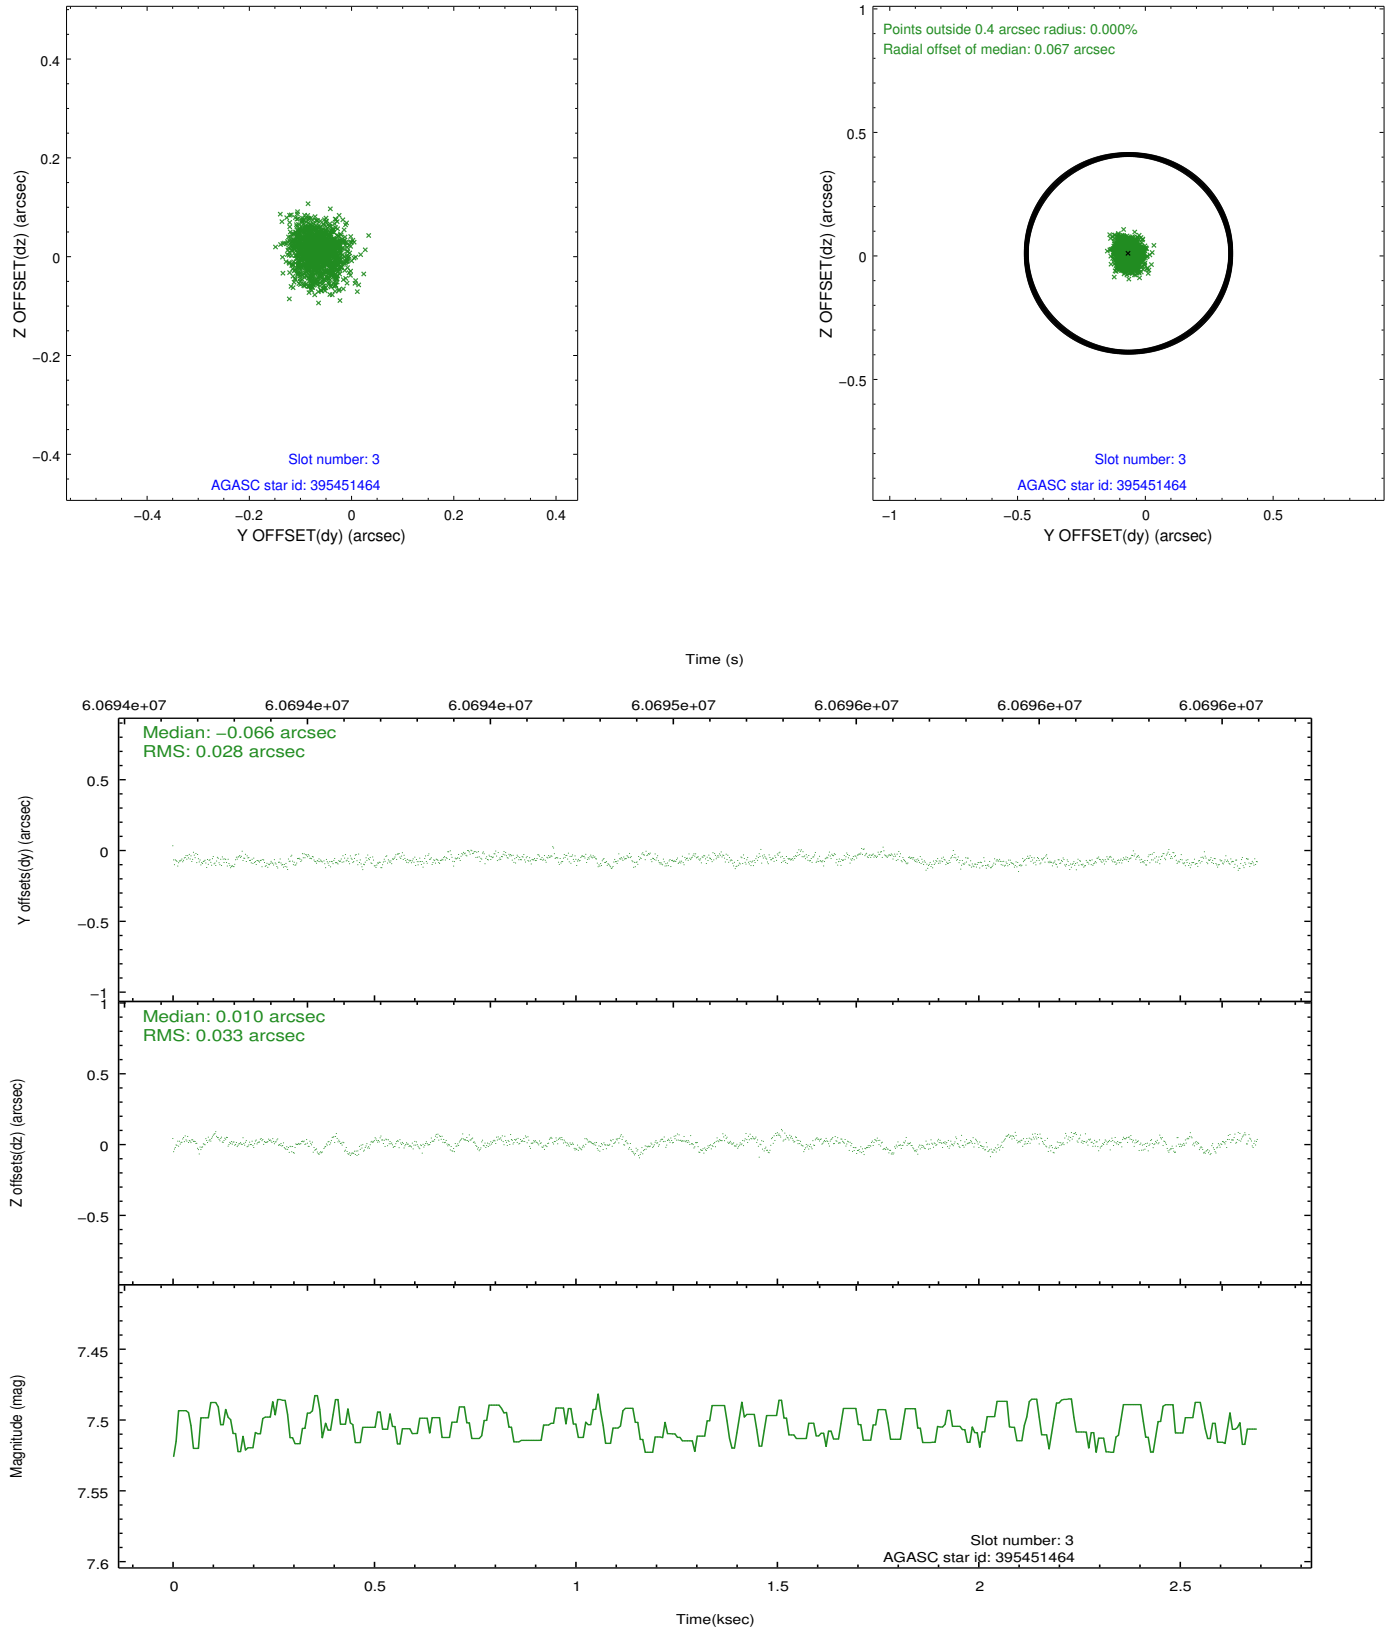 0.4
0.2
0
−0.2
−0.4
Z OFFSET(dz) (arcsec)
Slot number: 3
AGASC star id: 395451464
−0.4 −0.2 0 0.2 0.4
Y OFFSET(dy) (arcsec)
1
0.5
0
−0.5
Z OFFSET(dz) (arcsec)
Points outside 0.4 arcsec radius: 0.000%
Radial offset of median: 0.067 arcsec
Slot number: 3
AGASC star id: 395451464
−1 −0.5 0 0.5
Y OFFSET(dy) (arcsec)
Time (s)
6.0694e+07 6.0694e+07 6.0694e+07 6.0695e+07 6.0696e+07 6.0696e+07 6.0696e+07
Median: −0.066 arcsec
RMS: 0.028 arcsec
0.5
0
−0.5
−1
Y offsets(dy) (arcsec)
1
Median: 0.010 arcsec
RMS: 0.033 arcsec
0.5
0
−0.5
Z offsets(dz) (arcsec)
7.45
7.5
7.55
7.6
Magnitude (mag)
Slot number: 3
AGASC star id: 395451464
0 0.5 1 1.5 2 2.5
Time(ksec)